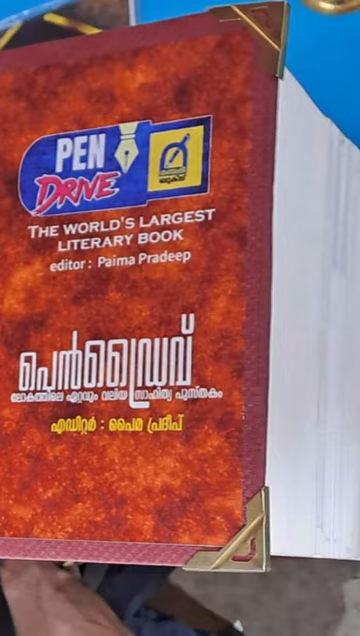 PEN
DRIVE
THE WORLD'S LARGEST
LITERARY BOOK
editor : Paima Pradeep
പെൻഡ്രൈവ്
ലോകത്തിലെ ഏറ്റവും വലിയ സാഹിത്യ പുസ്തകം
എഡിറ്റർ : പൈമ പ്രദീപ്